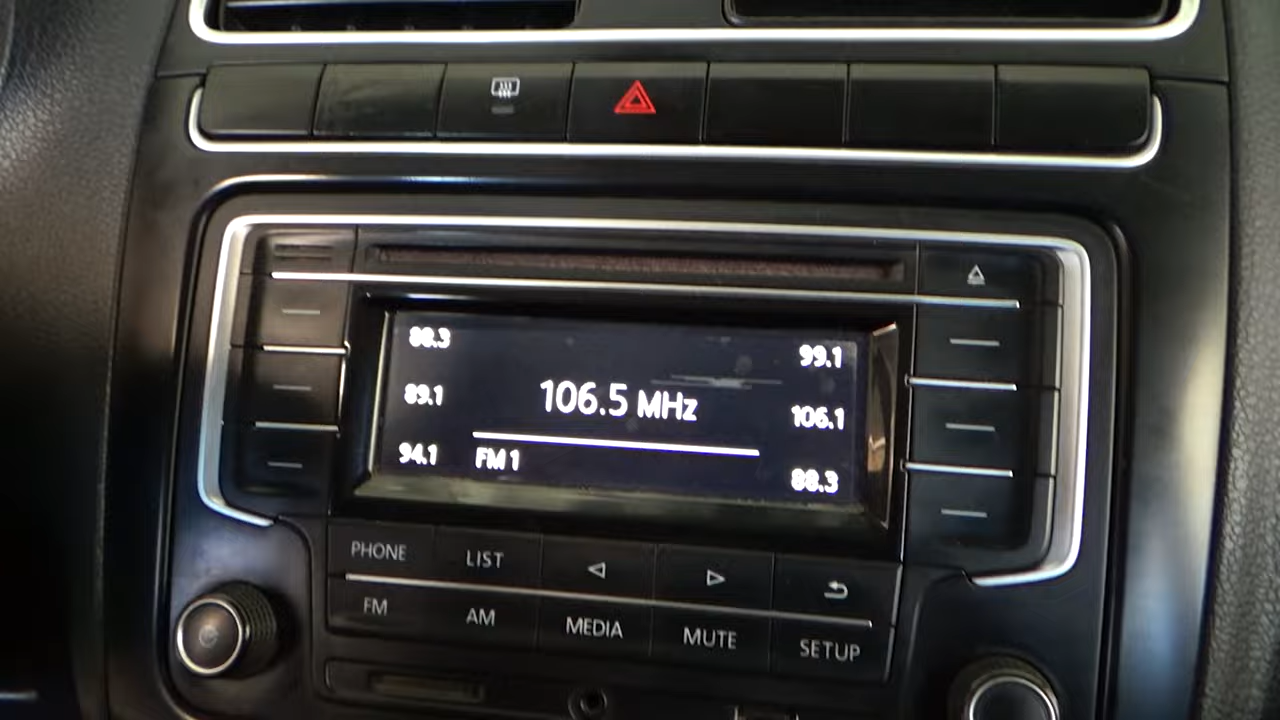 88.3
99.1
89.1
106.5 MHz
106.1
94.1
FM 1
88.3
PHONE
LIST
FM
AM
MEDIA
MUTE
SETUP